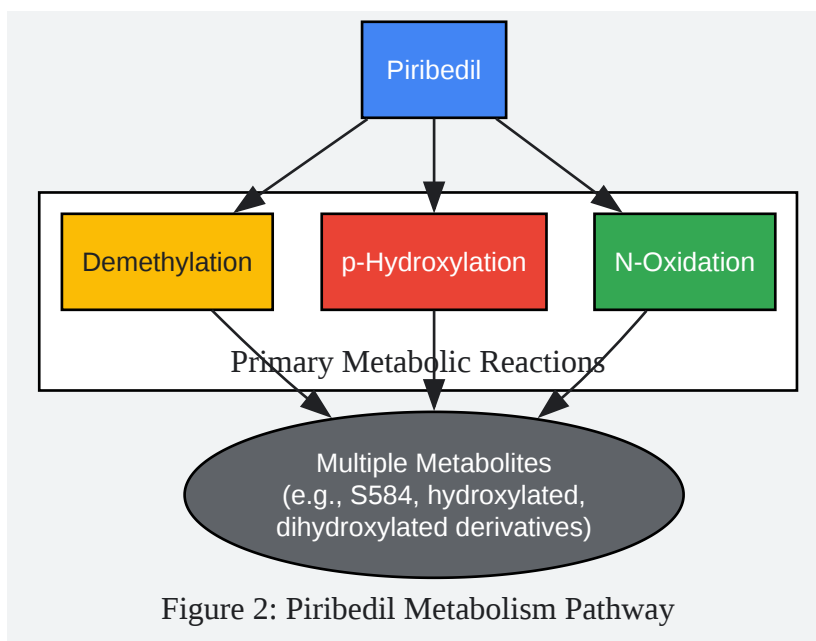 Piribedil
Demethylation
p-Hydroxylation
N-Oxidation
Primary Metabolic Reactions
Multiple Metabolites
(e.g., S584, hydroxylated,
dihydroxylated derivatives)
Figure 2: Piribedil Metabolism Pathway